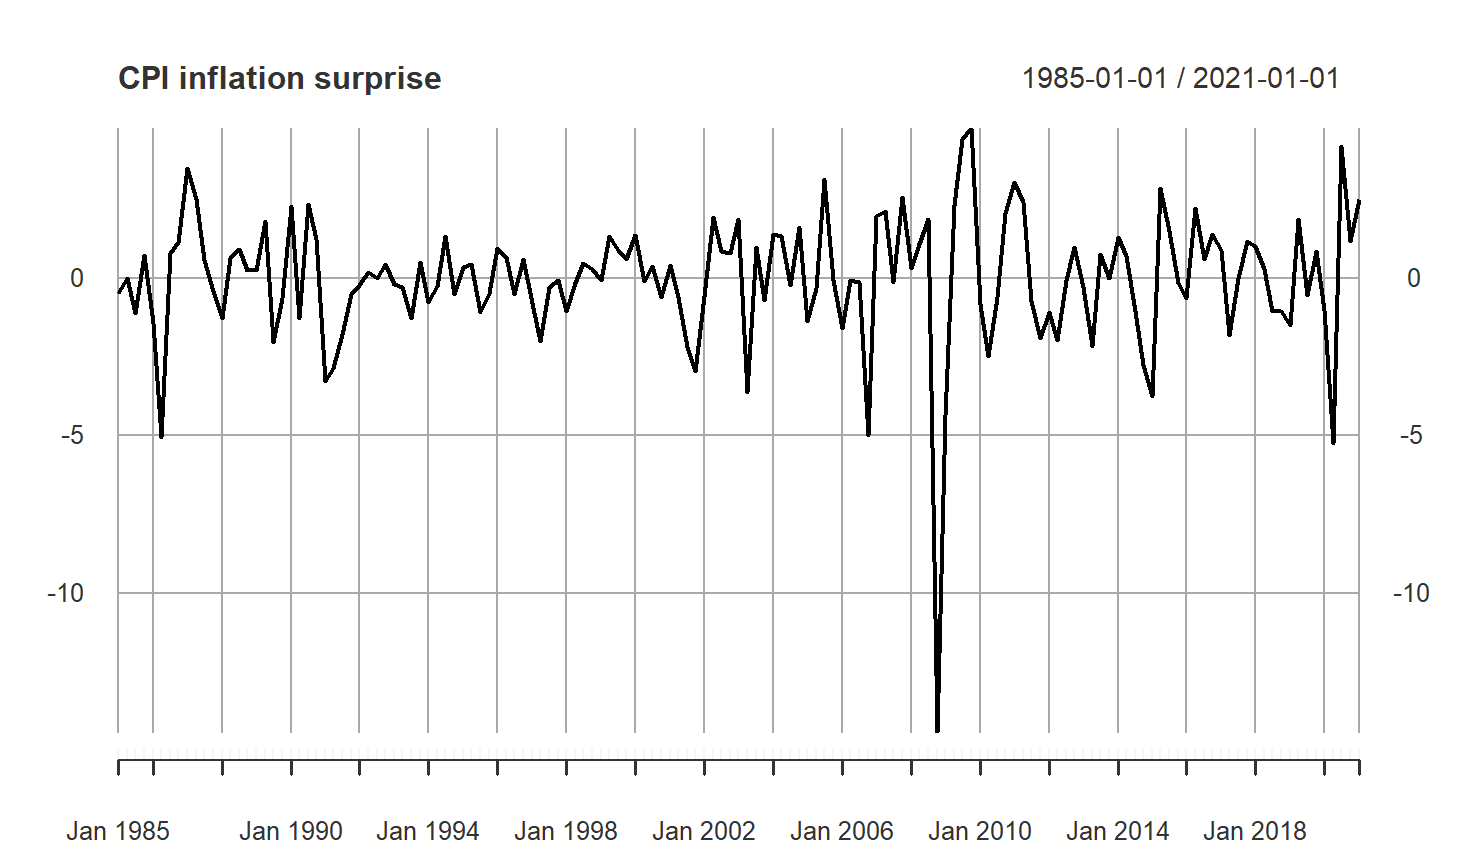 CPI inflation surprise 1985-01-01 / 2021-01-01
0 0
-5 -5
-10 -10
Jan 1985 Jan 1990 Jan 1994 Jan 1998 Jan 2002 Jan 2006 Jan 2010 Jan 2014 Jan 2018